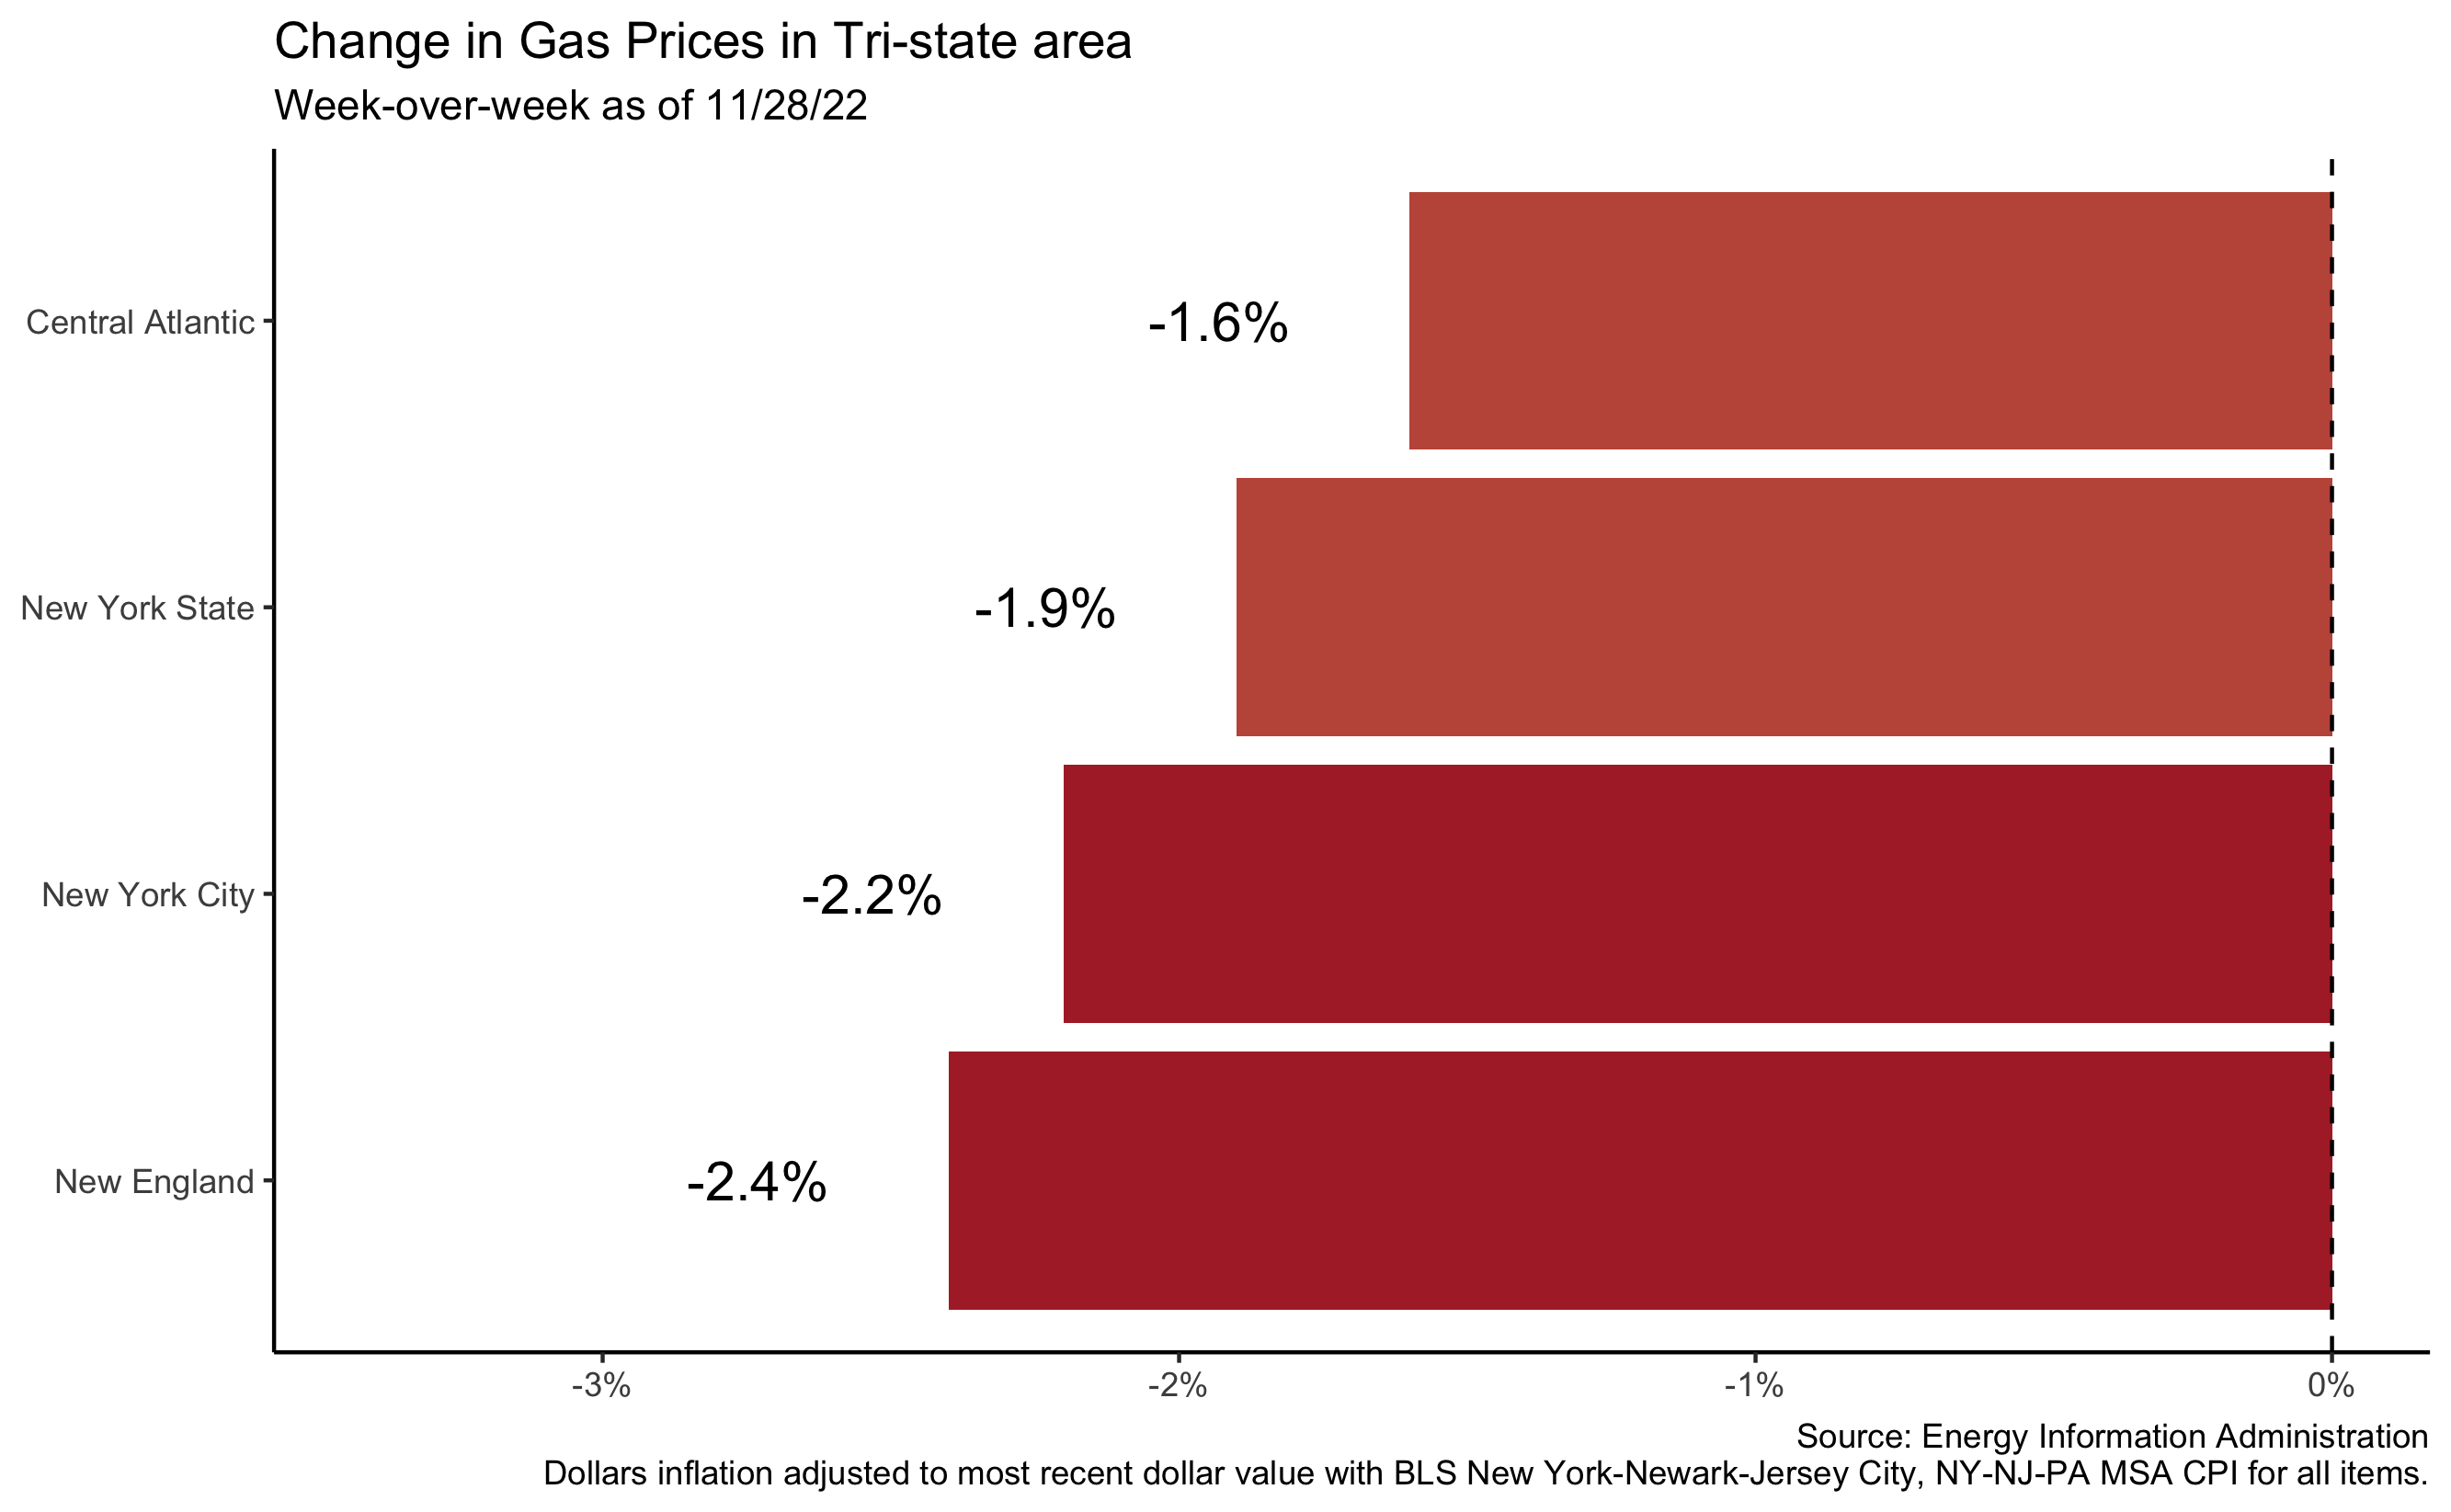 Change in Gas Prices in Tri-state area
Week-over-week as of 11/28/22
Central Atlantic
-1.6%
New York State
-1.9%
New York City
-2.2%
New England
-2.4%
-3%
-2%
-1%
0%
Source: Energy Information Administration
Dollars inflation adjusted to most recent dollar value with BLS New York-Newark-Jersey City, NY-NJ-PA MSA CPI for all items.